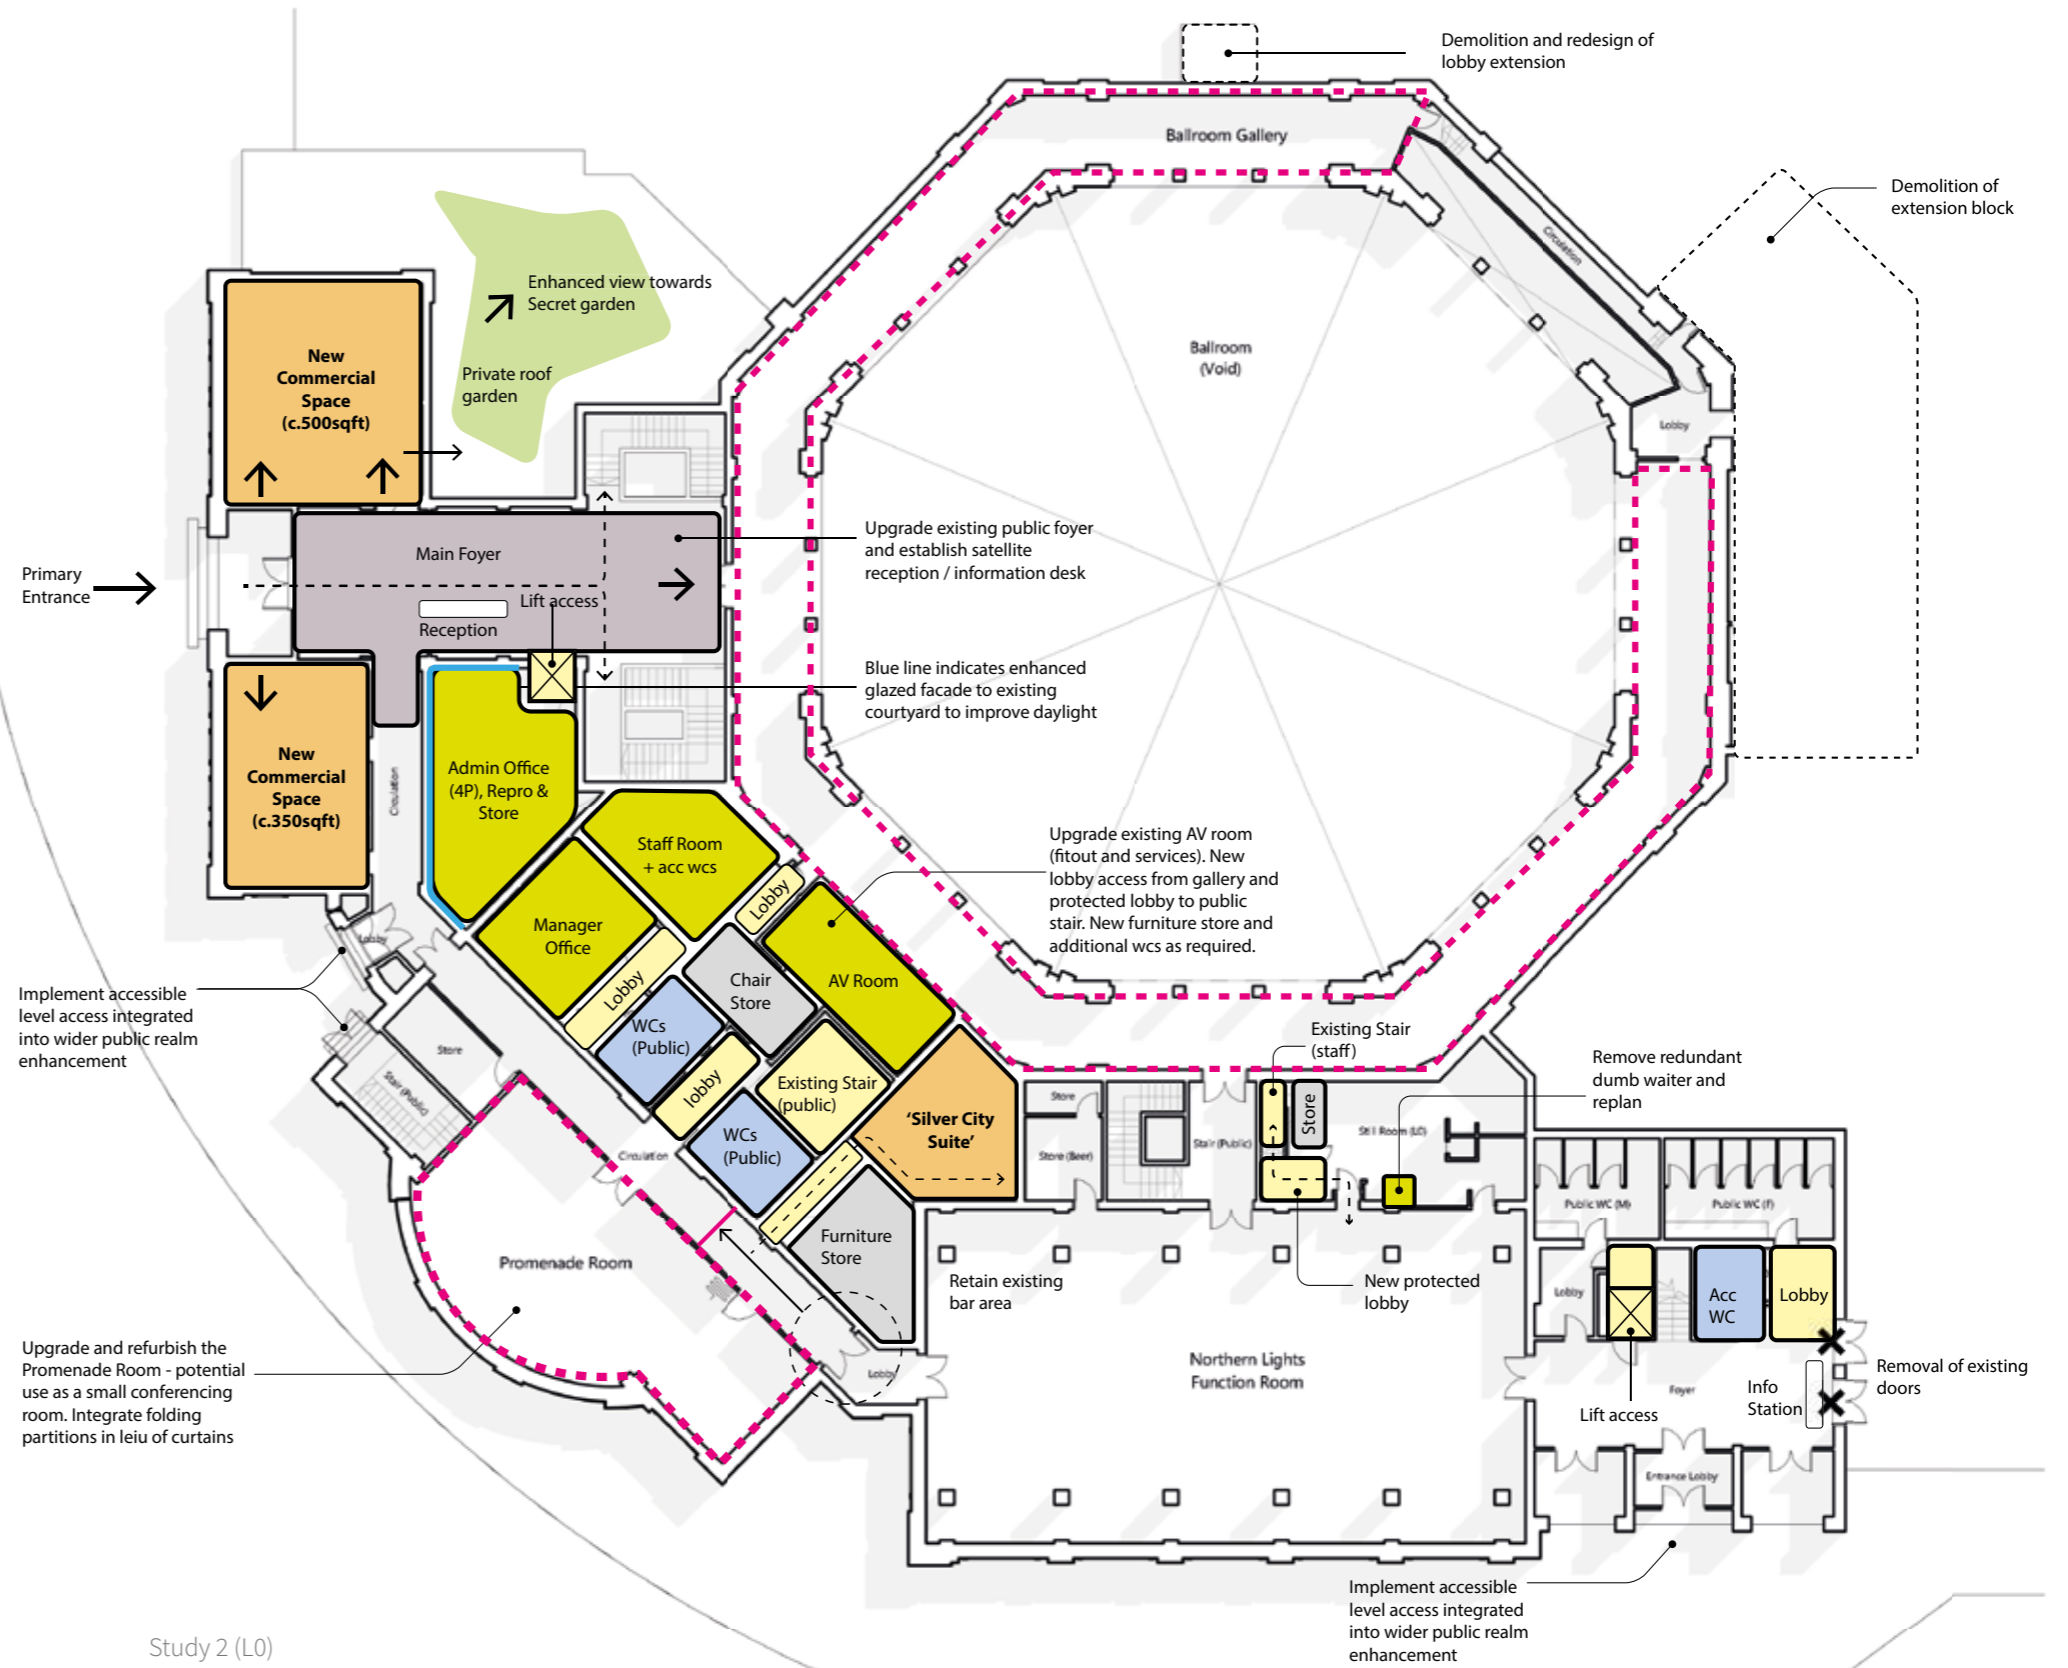 Demolition and redesign of
lobby extension
Ballroom Gallery
Demolition of
extension block
Circulation
Enhanced view towards
Secret garden
Private roof
garden
New
Commercial
Space
(c.500sqft)
Ballroom
(Void)
Lobby
Main Foyer
Upgrade existing public foyer
and establish satellite
reception / information desk
Primary
Entrance
Lift access
Reception
Blue line indicates enhanced
glazed facade to existing
courtyard to improve daylight
New
Commercial
Space
(c.350sqft)
Circulation
Admin Office
(4P), Repro &
Store
Staff Room
+ acc wcs
Lobby
Upgrade existing AV room
(fitout and services). New
lobby access from gallery and
protected lobby to public
stair. New furniture store and
additional wcs as required.
Manager
Office
Lobby
Lobby
Chair
Store
AV Room
Implement accessible
level access integrated
into wider public realm
enhancement
WCs
(Public)
Store
Stair (Public)
lobby
Existing Stair
(public)
Existing Stair
(staff)
Remove redundant
dumb waiter and
replan
'Silver City
Suite'
Store
Store (Beer)
Stair (Public)
Store
Still Room (L0)
WCs
(Public)
Circulation
Public WC (M)
Public WC (F)
Furniture
Store
Promenade Room
Retain existing
bar area
New protected
lobby
Lobby
Acc
WC
Lobby
Upgrade and refurbish the
Promenade Room - potential
use as a small conferencing
room. Integrate folding
partitions in leiu of curtains
Lobby
Northern Lights
Function Room
Removal of existing
doors
Foyer
Info
Station
Lift access
Entrance Lobby
Implement accessible
level access integrated
into wider public realm
enhancement
Study 2 (L0)